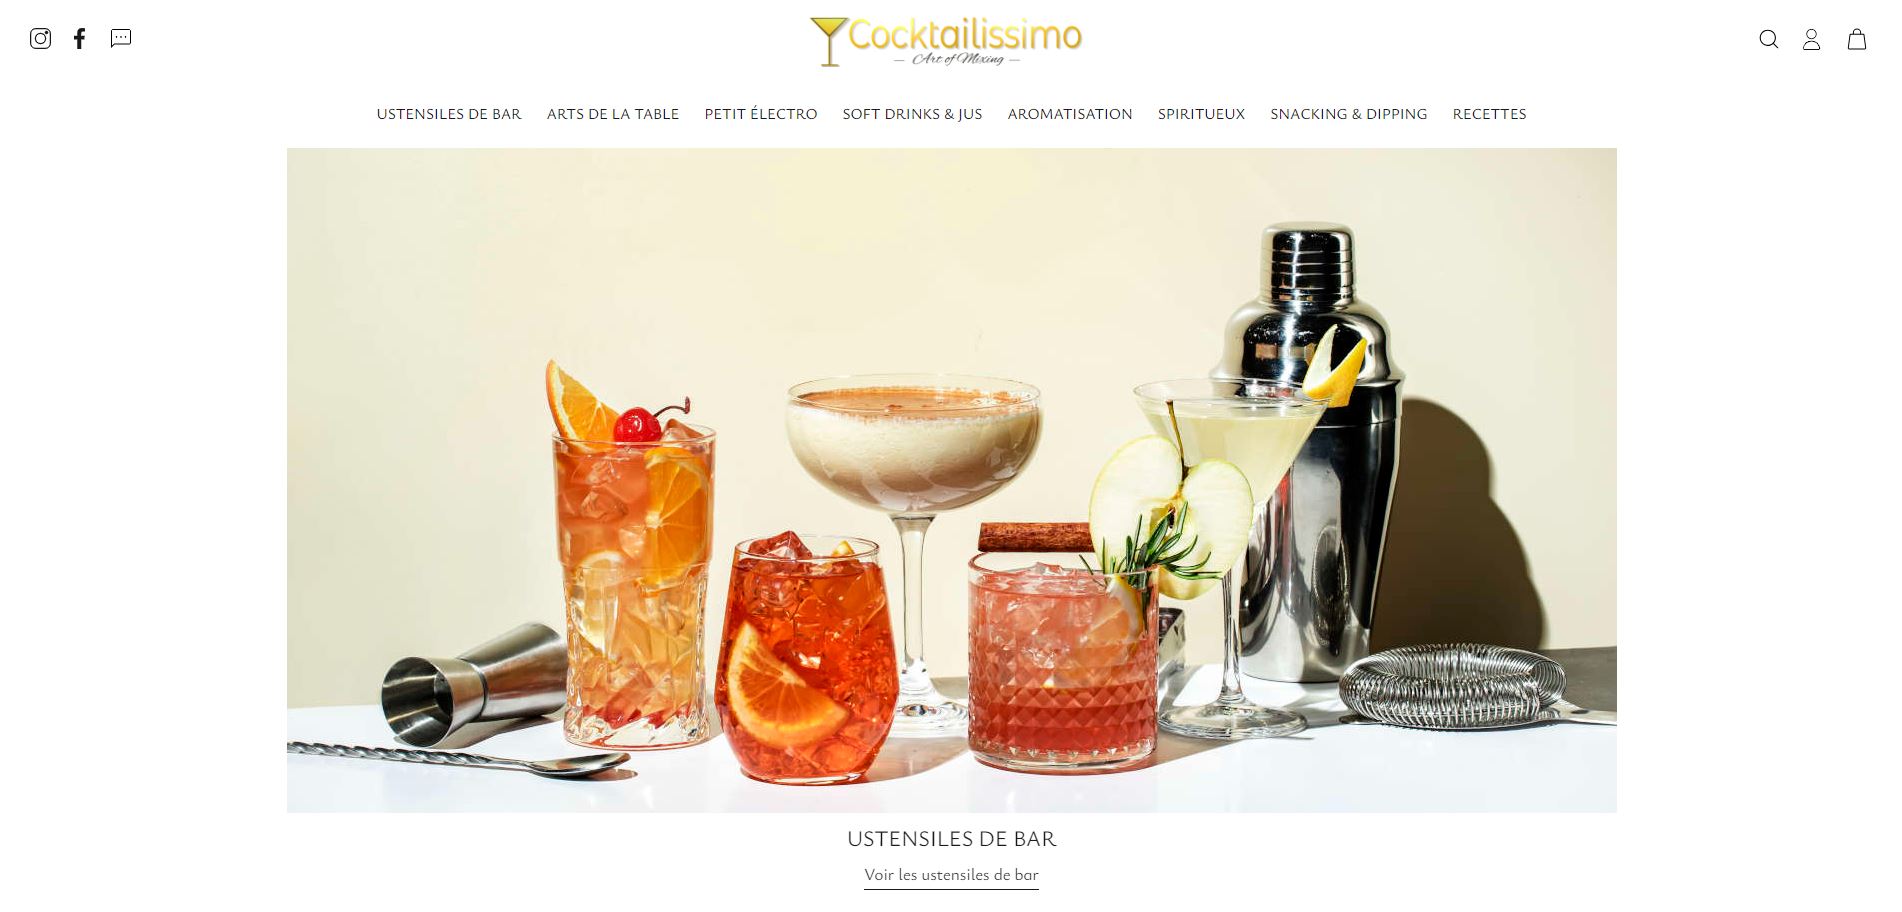 Cocktailissimo
— Art of Mixing —
USTENSILES DE BAR ARTS DE LA TABLE PETIT ÉLECTRO SOFT DRINKS & JUS AROMATISATION SPIRITUEUX SNACKING & DIPPING RECETTES
USTENSILES DE BAR
Voir les ustensiles de bar